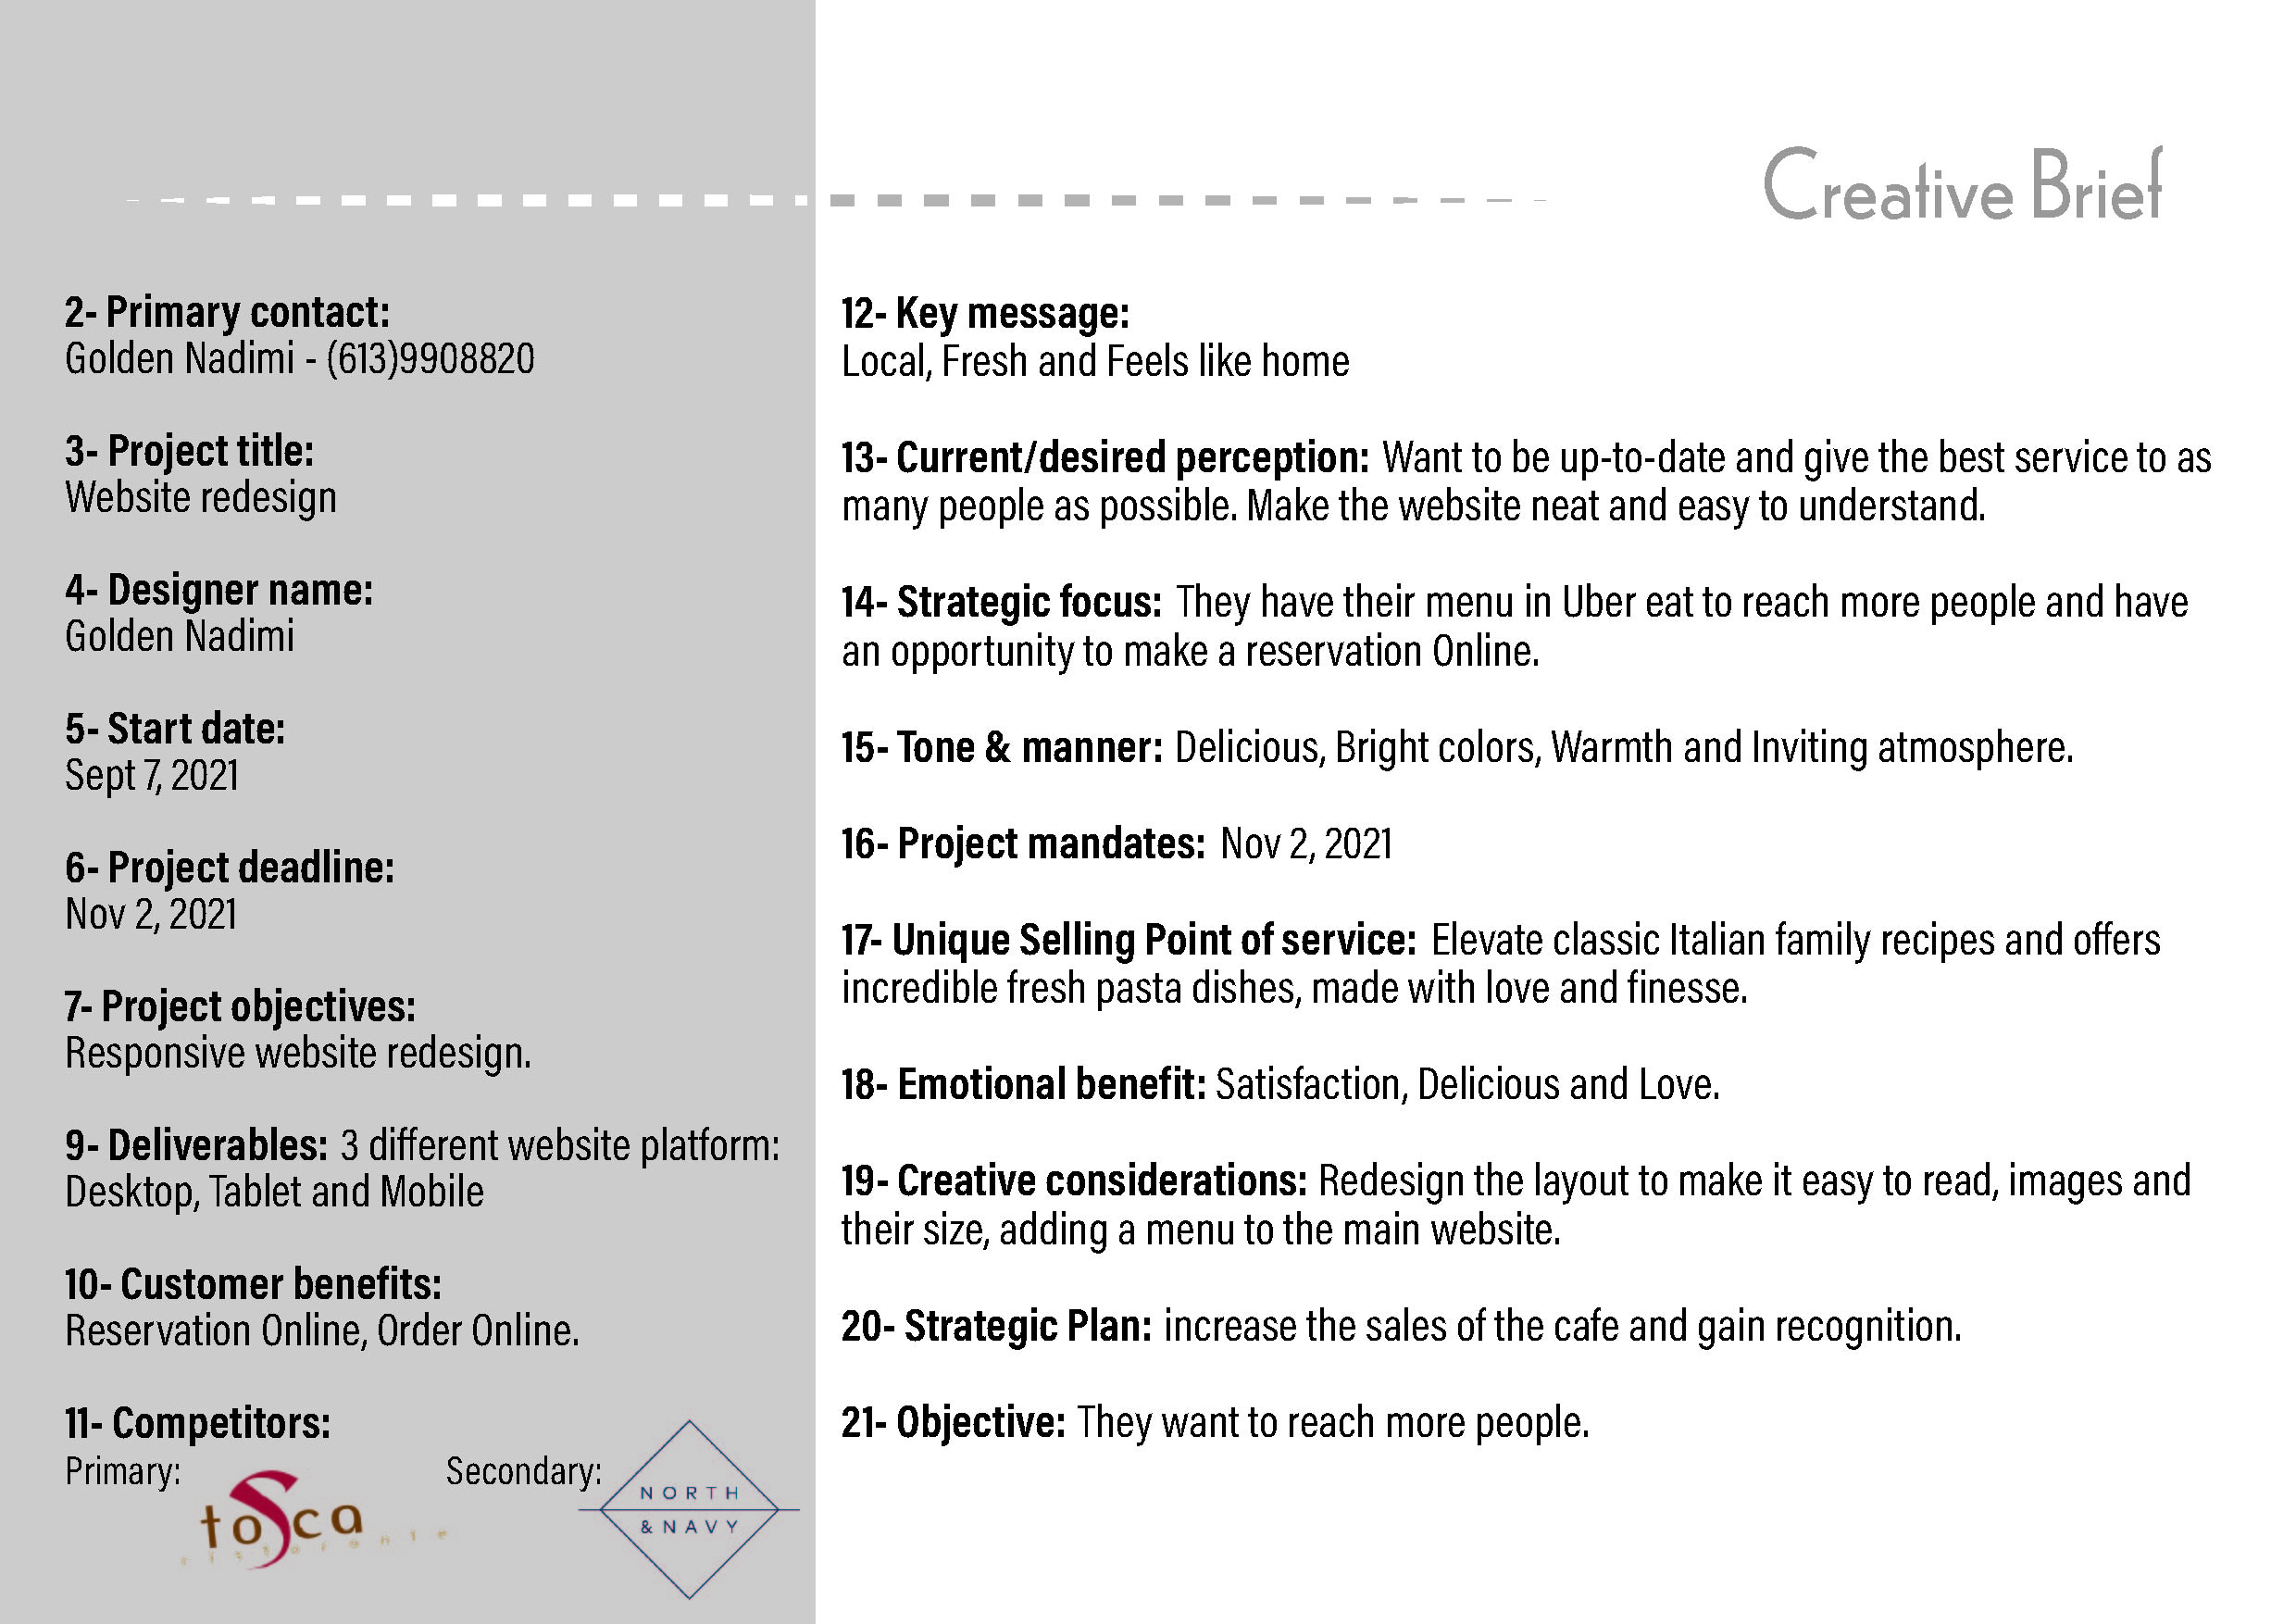 Creative Brief
2- Primary contact:
Golden Nadimi - (613)9908820
3- Project title:
Website redesign
4- Designer name:
Golden Nadimi
5- Start date:
Sept 7, 2021
6- Project deadline:
Nov 2, 2021
7- Project objectives:
Responsive website redesign.
9- Deliverables: 3 different website platform:
Desktop, Tablet and Mobile
10- Customer benefits:
Reservation Online, Order Online.
11- Competitors:
Primary:
tosca
ristorante
Secondary:
NORTH
& NAVY
12- Key message:
Local, Fresh and Feels like home
13- Current/desired perception: Want to be up-to-date and give the best service to as
many people as possible. Make the website neat and easy to understand.
14- Strategic focus: They have their menu in Uber eat to reach more people and have
an opportunity to make a reservation Online.
15- Tone & manner: Delicious, Bright colors, Warmth and Inviting atmosphere.
16- Project mandates: Nov 2, 2021
17- Unique Selling Point of service: Elevate classic Italian family recipes and offers
incredible fresh pasta dishes, made with love and finesse.
18- Emotional benefit: Satisfaction, Delicious and Love.
19- Creative considerations: Redesign the layout to make it easy to read, images and
their size, adding a menu to the main website.
20- Strategic Plan: increase the sales of the cafe and gain recognition.
21- Objective: They want to reach more people.